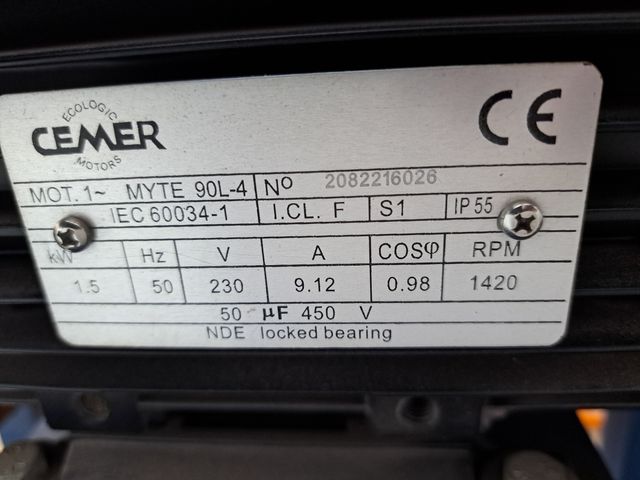 ECOLOGIC
CEMER
MOTORS
CE
MOT. 1~ MYTE 90L-4 Nº 2082216026
IEC 60034-1 I.CL. F S1 IP 55
kW Hz V A COSφ RPM
1.5 50 230 9.12 0.98 1420
50 µF 450 V
NDE locked bearing